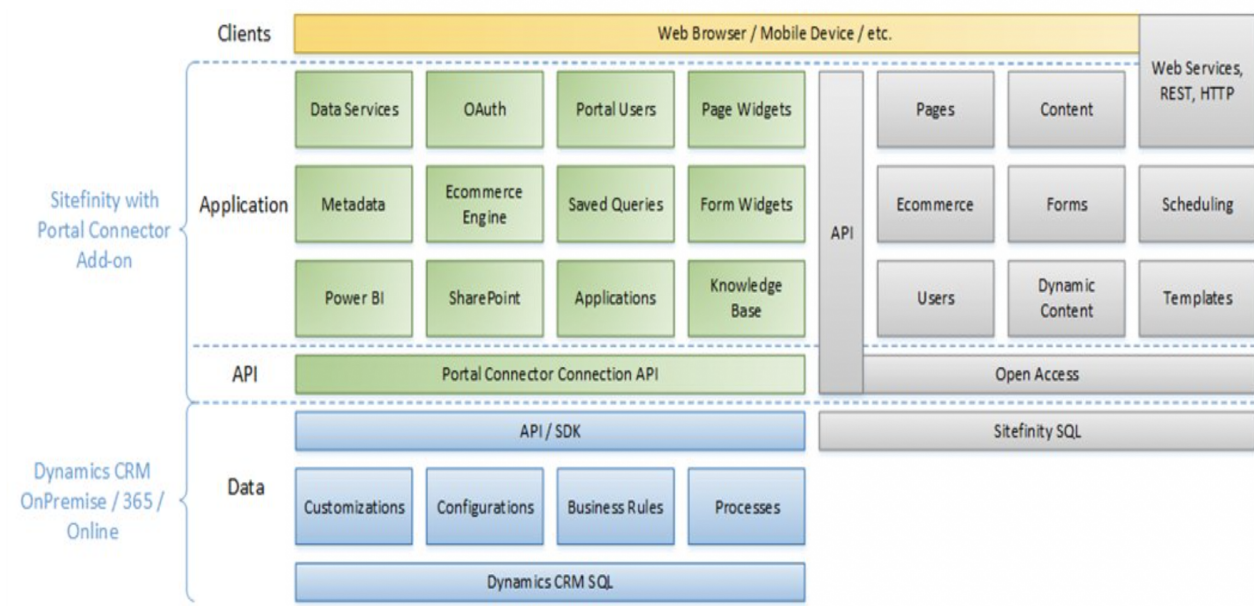 Clients
Web Browser / Mobile Device / etc.
Web Services,
REST, HTTP
Sitefinity with
Portal Connector
Add-on
Application
Data Services
OAuth
Portal Users
Page Widgets
API
Pages
Content
Metadata
Ecommerce
Engine
Saved Queries
Form Widgets
Ecommerce
Forms
Scheduling
Power BI
SharePoint
Applications
Knowledge
Base
Users
Dynamic
Content
Templates
API
Portal Connector Connection API
Open Access
Dynamics CRM
OnPremise / 365 /
Online
Data
API / SDK
Sitefinity SQL
Customizations
Configurations
Business Rules
Processes
Dynamics CRM SQL